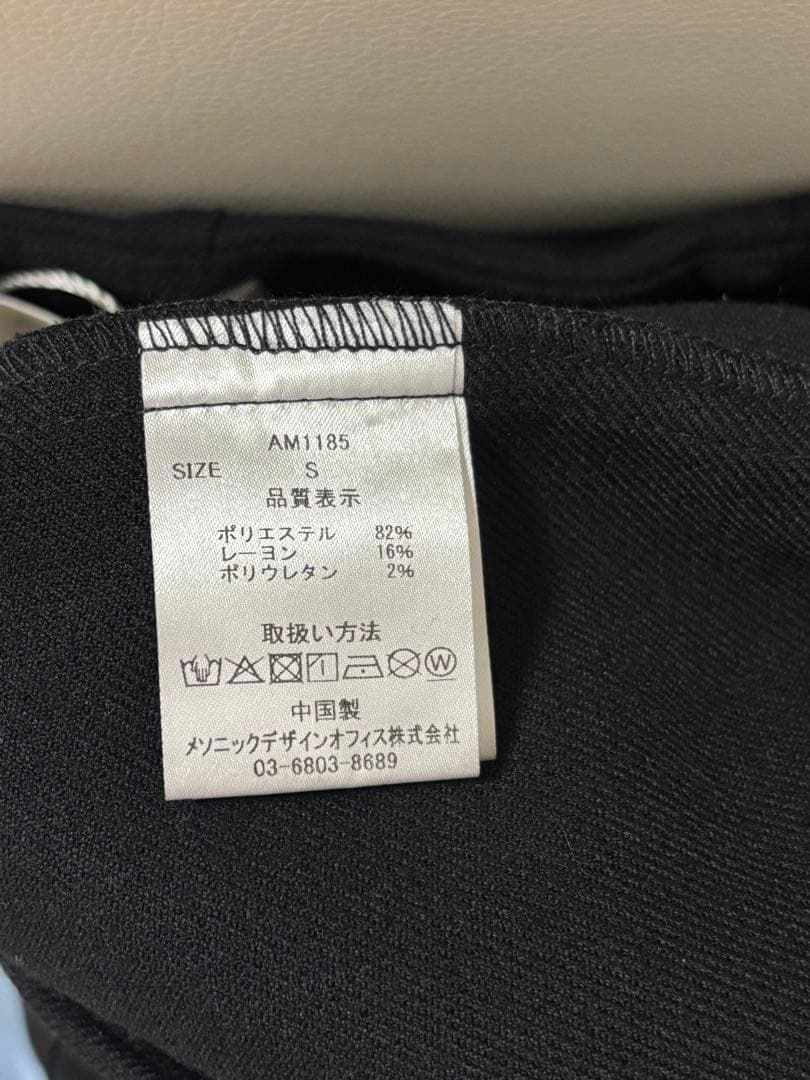 AM1185
SIZE S
品質表示
ポリエステル 82%
レーヨン 16%
ポリウレタン 2%
取扱い方法
W
中国製
メソニックデザインオフィス株式会社
03-6803-8689